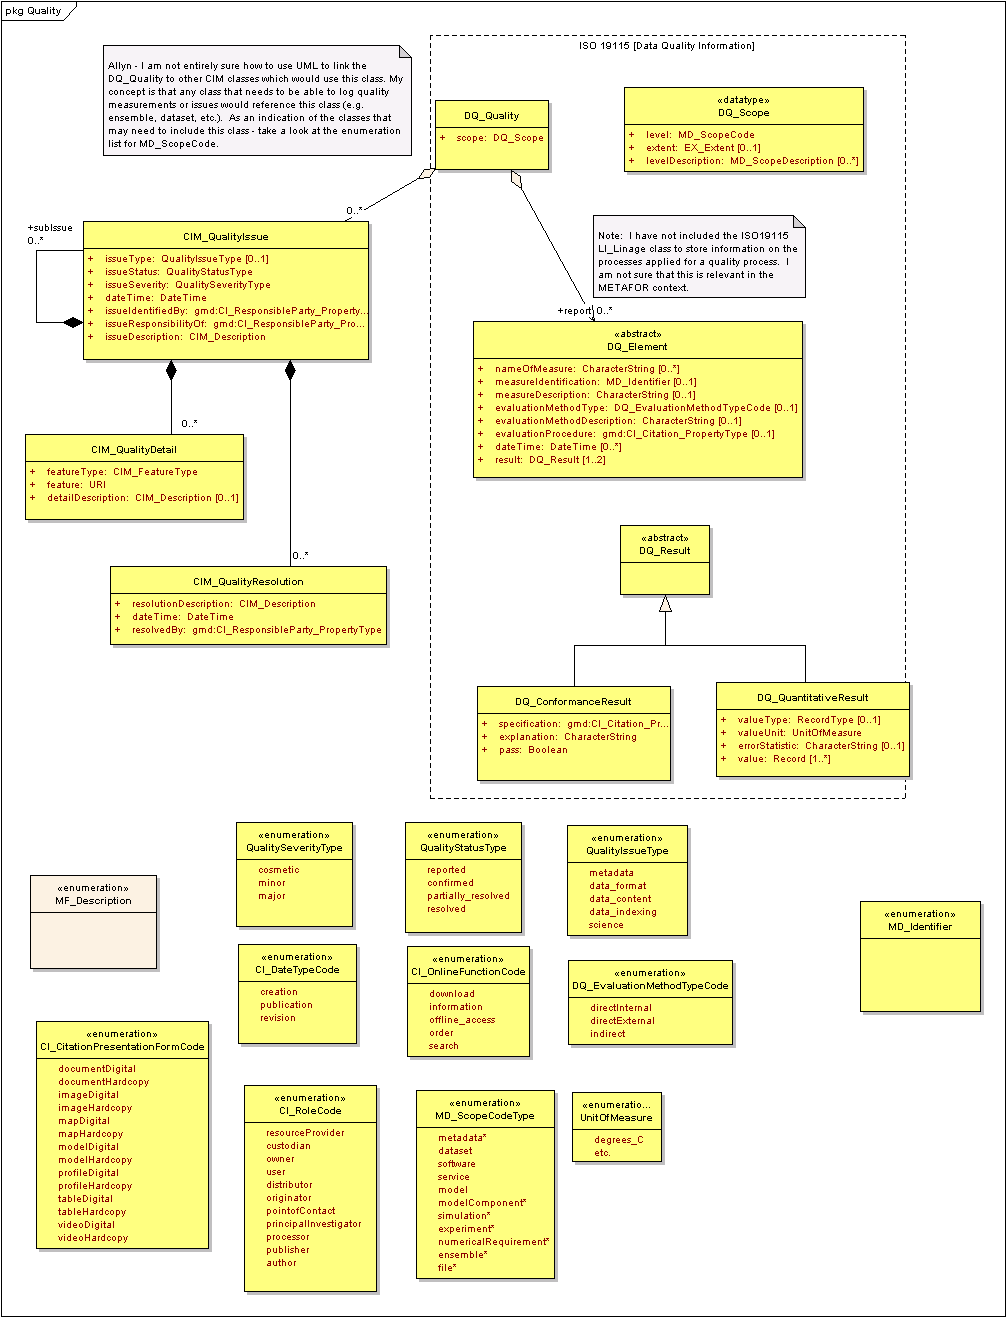 pkg Quality
ISO 19115 [Data Quality Information]
Allyn - I am not entirely sure how to use UML to link the
DQ_Quality to other CIM classes which would use this class. My
concept is that any class that needs to be able to log quality
measurements or issues would reference this class (e.g.
ensemble, dataset, etc.).  As an indication of the classes that
may need to include this class - take a look at the enumeration
list for MD_ScopeCode.
DQ_Quality
+ scope: DQ_Scope
«datatype»
DQ_Scope
+ level: MD_ScopeCode
+ extent: EX_Extent [0..1]
+ levelDescription: MD_ScopeDescription [0..*]
0..*
+subIssue
0..*
CIM_QualityIssue
+ issueType: QualityIssueType [0..1]
+ issueStatus: QualityStatusType
+ issueSeverity: QualitySeverityType
+ dateTime: DateTime
+ issueIdentifiedBy: gmd:CI_ResponsibleParty_Property...
+ issueResponsibilityOf: gmd:CI_ResponsibleParty_Pro...
+ issueDescription: CIM_Description
Note:  I have not included the ISO19115
LI_Linage class to store information on the
processes applied for a quality process.  I
am not sure that this is relevant in the
METAFOR context.
+report 0..*
«abstract»
DQ_Element
+ nameOfMeasure: CharacterString [0..*]
+ measureIdentification: MD_Identifier [0..1]
+ measureDescription: CharacterString [0..1]
+ evaluationMethodType: DQ_EvaluationMethodTypeCode [0..1]
+ evaluationMethodDescription: CharacterString [0..1]
+ evaluationProcedure: gmd:CI_Citation_PropertyType [0..1]
+ dateTime: DateTime [0..*]
+ result: DQ_Result [1..2]
0..*
CIM_QualityDetail
+ featureType: CIM_FeatureType
+ feature: URI
+ detailDescription: CIM_Description [0..1]
0..*
CIM_QualityResolution
+ resolutionDescription: CIM_Description
+ dateTime: DateTime
+ resolvedBy: gmd:CI_ResponsibleParty_PropertyType
«abstract»
DQ_Result
DQ_ConformanceResult
+ specification: gmd:CI_Citation_Pr...
+ explanation: CharacterString
+ pass: Boolean
DQ_QuantitativeResult
+ valueType: RecordType [0..1]
+ valueUnit: UnitOfMeasure
+ errorStatistic: CharacterString [0..1]
+ value: Record [1..*]
«enumeration»
QualitySeverityType
cosmetic
minor
major
«enumeration»
QualityStatusType
reported
confirmed
partially_resolved
resolved
«enumeration»
QualityIssueType
metadata
data_format
data_content
data_indexing
science
«enumeration»
MF_Description
«enumeration»
MD_Identifier
«enumeration»
CI_DateTypeCode
creation
publication
revision
«enumeration»
CI_OnlineFunctionCode
download
information
offline_access
order
search
«enumeration»
DQ_EvaluationMethodTypeCode
directInternal
directExternal
indirect
«enumeration»
CI_CitationPresentationFormCode
documentDigital
documentHardcopy
imageDigital
imageHardcopy
mapDigital
mapHardcopy
modelDigital
modelHardcopy
profileDigital
profileHardcopy
tableDigital
tableHardcopy
videoDigital
videoHardcopy
«enumeration»
CI_RoleCode
resourceProvider
custodian
owner
user
distributor
originator
pointofContact
principalInvestigator
processor
publisher
author
«enumeration»
MD_ScopeCodeType
metadata*
dataset
software
service
model
modelComponent*
simulation*
experiment*
numericalRequirement*
ensemble*
file*
«enumeratio...
UnitOfMeasure
degrees_C
etc.